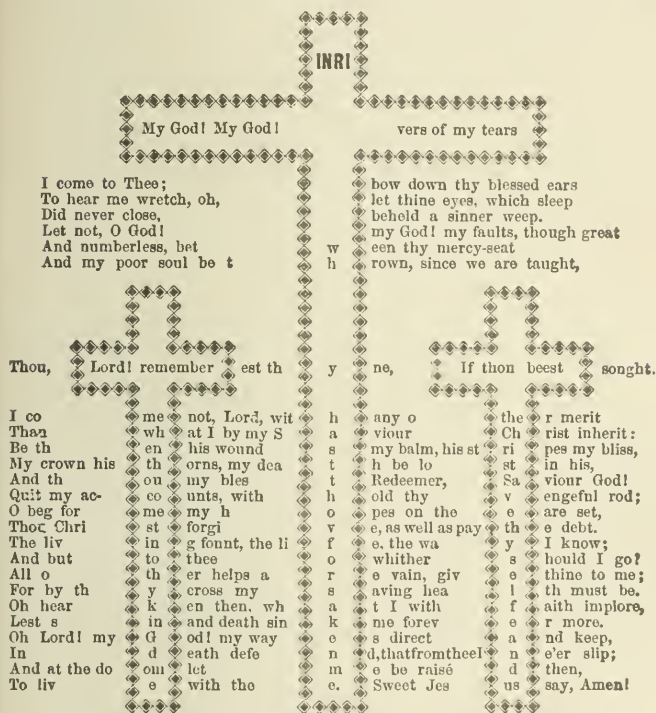 INRI
My God! My God! vers of my tears
I come to Thee; bow down thy blessed ears
To hear me wretch, oh, let thine eyes, which sleep
Did never close, behold a sinner weep.
Let not, O God! my God! my faults, though great
And numberless, bet w een thy mercy-seat
And my poor soul be t h rown, since we are taught,
Thou, Lord! remember est th y ne, If thon beest songht.
I co me not, Lord, wit h any o the r merit
Than wh at I by my S a viour Ch rist inherit:
Be th en his wound s my balm, his st ri pes my bliss,
My crown his th orns, my dea t h be lo st in his,
And th ou my bles t Redeemer, Sa viour God!
Quit my ac- co unts, with h old thy v engeful rod;
O beg for me my h o pes on the e are set,
Thoc Chri st forgi v e, as well as pay th e debt.
The liv in g fonnt, the li f e, the wa y I know;
And but to thee o whither s hould I go?
All o th er helps a r e vain, giv e thine to me;
For by th y cross my s aving hea l th must be.
Oh hear k en then, wh a t I with f aith implore,
Lest s in and death sin k me forev e r more.
Oh Lord! my G od! my way e s direct a nd keep,
In d eath defe n d, that from thee I n e'er slip;
And at the do om let m e be raisé d then,
To liv e with the e. Sweet Jes us say, Amen!